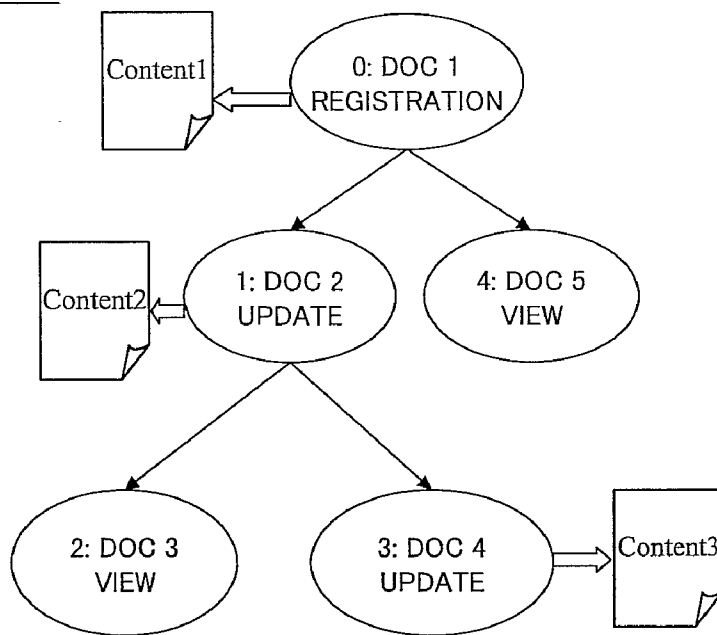 Content1
0: DOC 1
REGISTRATION
Content2
1: DOC 2
UPDATE
4: DOC 5
VIEW
2: DOC 3
VIEW
3: DOC 4
UPDATE
Content3